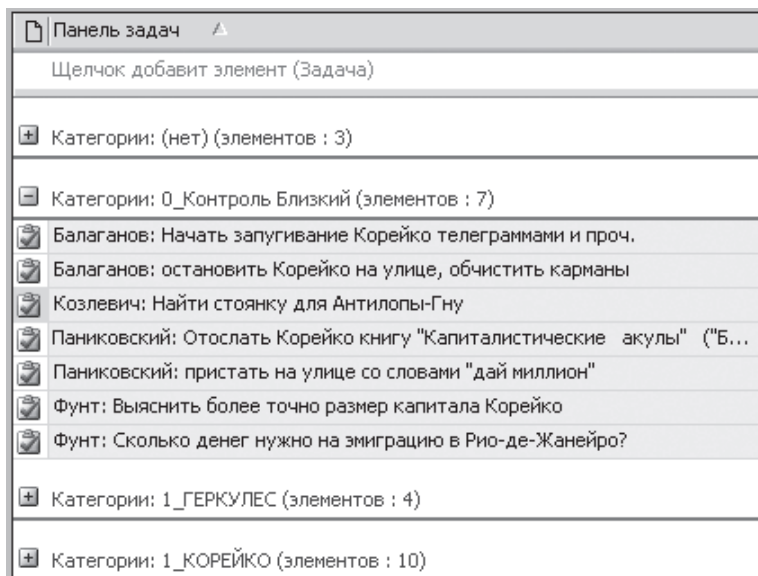 Панель задач
Щелчок добавит элемент (Задача)
Категории: (нет) (элементов : 3)
Категории: 0_Контроль Близкий (элементов : 7)
Балаганов: Начать запугивание Корейко телеграммами и проч.
Балаганов: остановить Корейко на улице, обчистить карманы
Козлевич: Найти стоянку для Антилопы-Гну
Паниковский: Отослать Корейко книгу "Капиталистические акулы" ("Б...
Паниковский: пристать на улице со словами "дай миллион"
Фунт: Выяснить более точно размер капитала Корейко
Фунт: Сколько денег нужно на эмиграцию в Рио-де-Жанейро?
Категории: 1_ГЕРКУЛЕС (элементов : 4)
Категории: 1_КОРЕЙКО (элементов : 10)